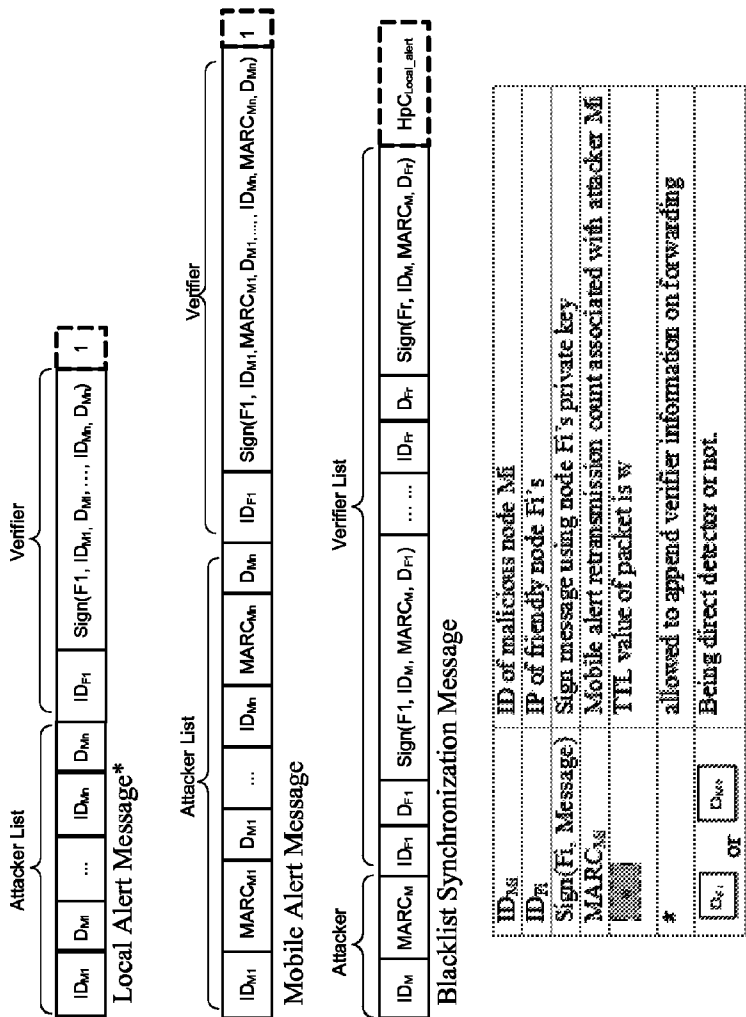 Attacker List
Verifier
ID_M1 D_MI ... ID_Mn D_Mn ID_F1 Sign(F1, ID_M1, D_MI, ..., ID_Mn, D_Mn) 1
Local Alert Message*
Attacker List
Verifier
ID_M1 MARC_M1 D_M1 ... ID_Mn MARC_Mn D_Mn ID_F1 Sign(F1, ID_M1, MARC_M1, D_M1,...., ID_Mn, MARC_Mn, D_Mn) 1
Mobile Alert Message
Attacker
Verifier List
ID_M MARC_M ID_F1 D_F1 Sign(F1, ID_M, MARC_M, D_F1) ... ... ID_Fr D_Fr Sign(Fr, ID_M, MARC_M, D_Fr) HpC_Local_alert
Blacklist Synchronization Message
ID_Mi ID of malicious node Mi
ID_Fi IP of friendly node Fi's
Sign(Fi, Message) Sign message using node Fi's private key
MARC_Mi Mobile alert retransmission count associated with attacker Mi
TTL value of packet is w
* allowed to append verifier information on forwarding
or Being direct detector or not.